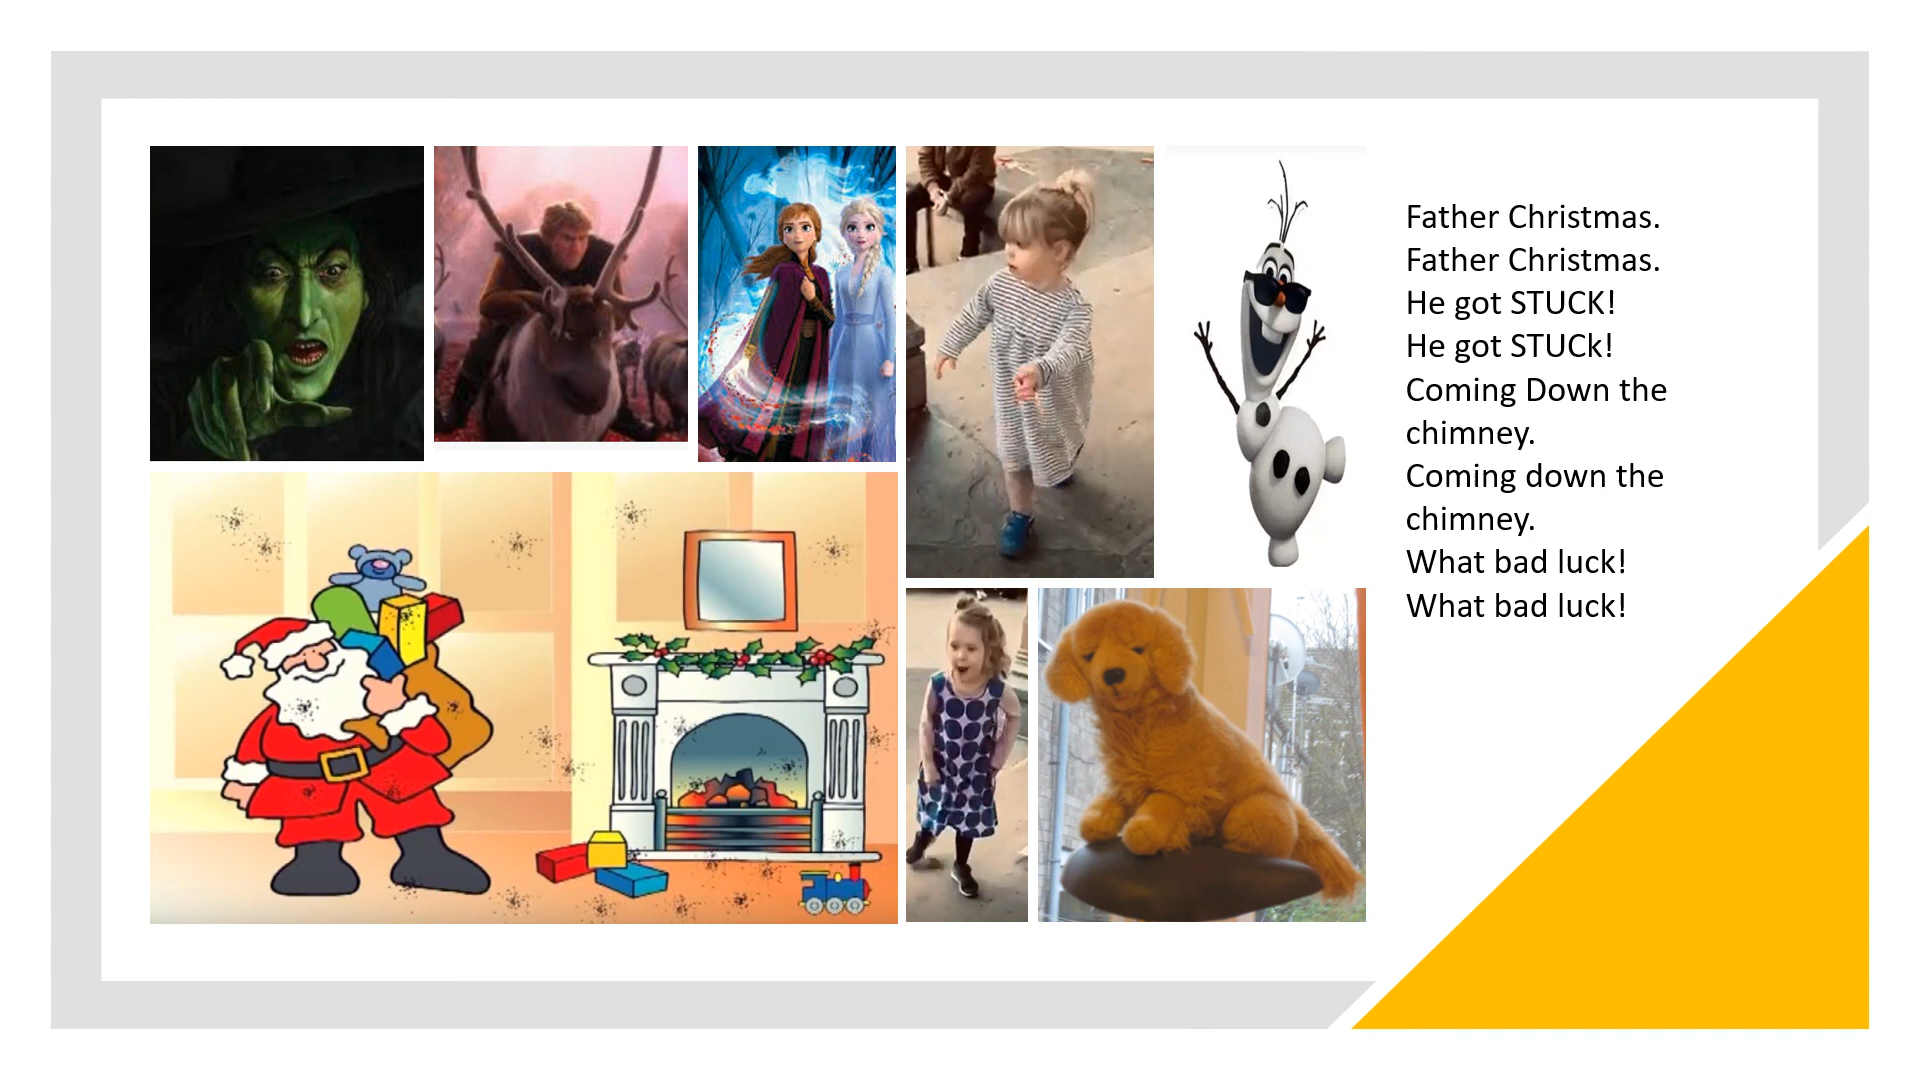 Father Christmas.
Father Christmas.
He got STUCK!
He got STUCk!
Coming Down the
chimney.
Coming down the
chimney.
What bad luck!
What bad luck!